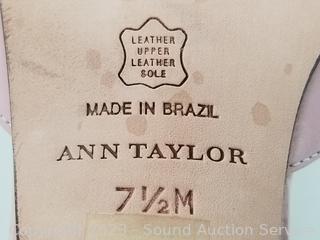 LEATHER
UPPER
LEATHER
SOLE
MADE IN BRAZIL
ANN TAYLOR
7½M
Copyright 2023 - Sound Auction Service